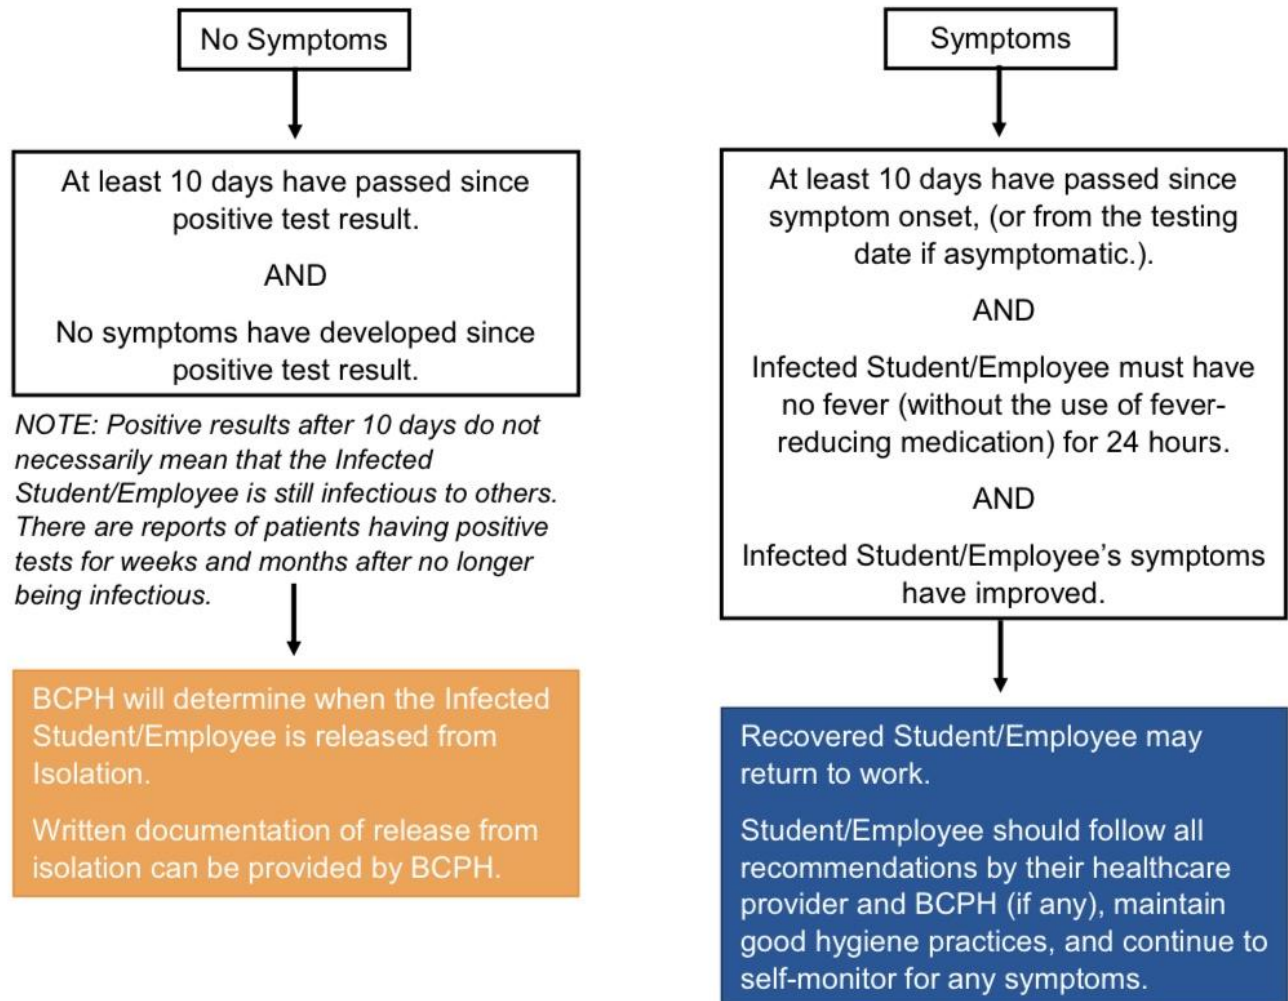 No Symptoms
At least 10 days have passed since
positive test result.
AND
No symptoms have developed since
positive test result.
NOTE: Positive results after 10 days do not
necessarily mean that the Infected
Student/Employee is still infectious to others.
There are reports of patients having positive
tests for weeks and months after no longer
being infectious.
BCPH will determine when the Infected
Student/Employee is released from
Isolation.
Written documentation of release from
isolation can be provided by BCPH.
Symptoms
At least 10 days have passed since
symptom onset, (or from the testing
date if asymptomatic.).
AND
Infected Student/Employee must have
no fever (without the use of fever-
reducing medication) for 24 hours.
AND
Infected Student/Employee’s symptoms
have improved.
Recovered Student/Employee may
return to work.
Student/Employee should follow all
recommendations by their healthcare
provider and BCPH (if any), maintain
good hygiene practices, and continue to
self-monitor for any symptoms.